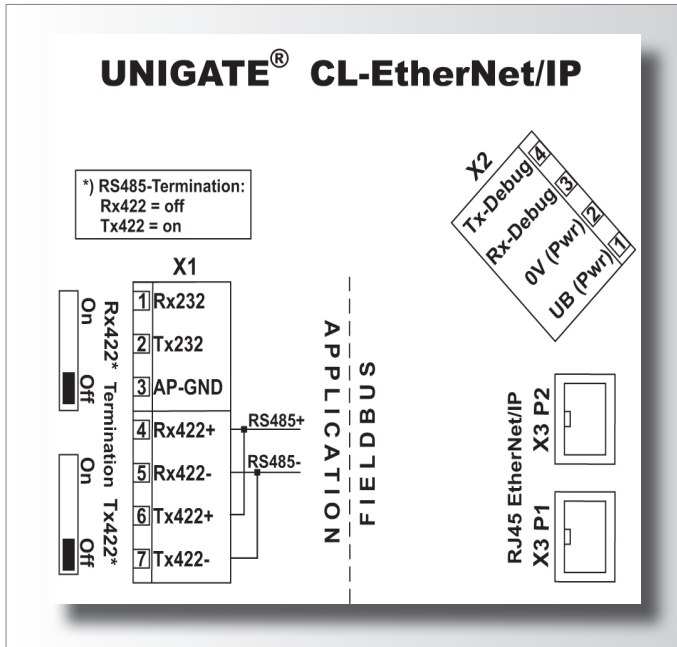 UNIGATE® CL-EtherNet/IP
*) RS485-Termination:
Rx422 = off
Tx422 = on
X1
1 Rx232
2 Tx232
3 AP-GND
4 Rx422+
5 Rx422-
6 Tx422+
7 Tx422-
RS485+
RS485-
On
Off
Rx422* Termination Tx422*
On
Off
APPLICATION
FIELDBUS
X2
Tx-Debug 4
Rx-Debug 3
0V (Pwr) 2
UB (Pwr) 1
RJ45 EtherNet/IP
X3 P2
X3 P1